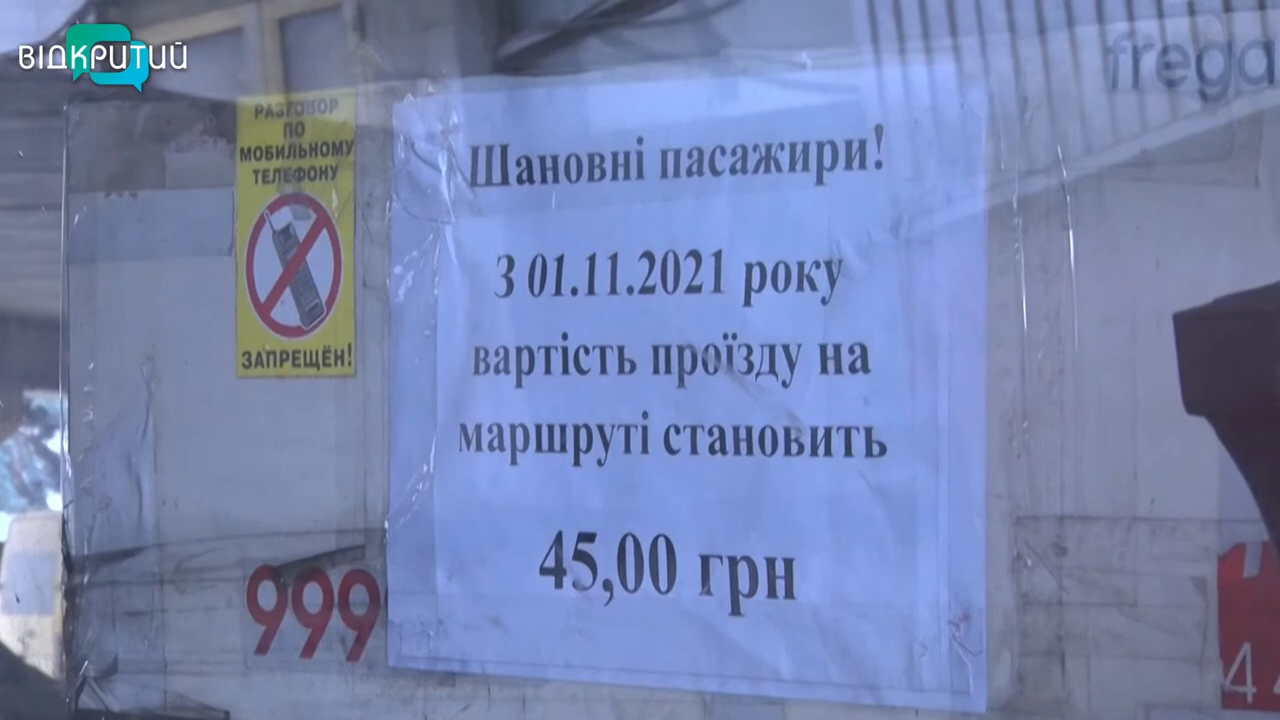 ВІДКРИТИЙ
frega
РАЗГОВОР
ПО
МОБИЛЬНОМУ
ТЕЛЕФОНУ
ЗАПРЕЩЁН!
Шановні пасажири!
З 01.11.2021 року
вартість проїзду на
маршруті становить
45,00 грн
999
4